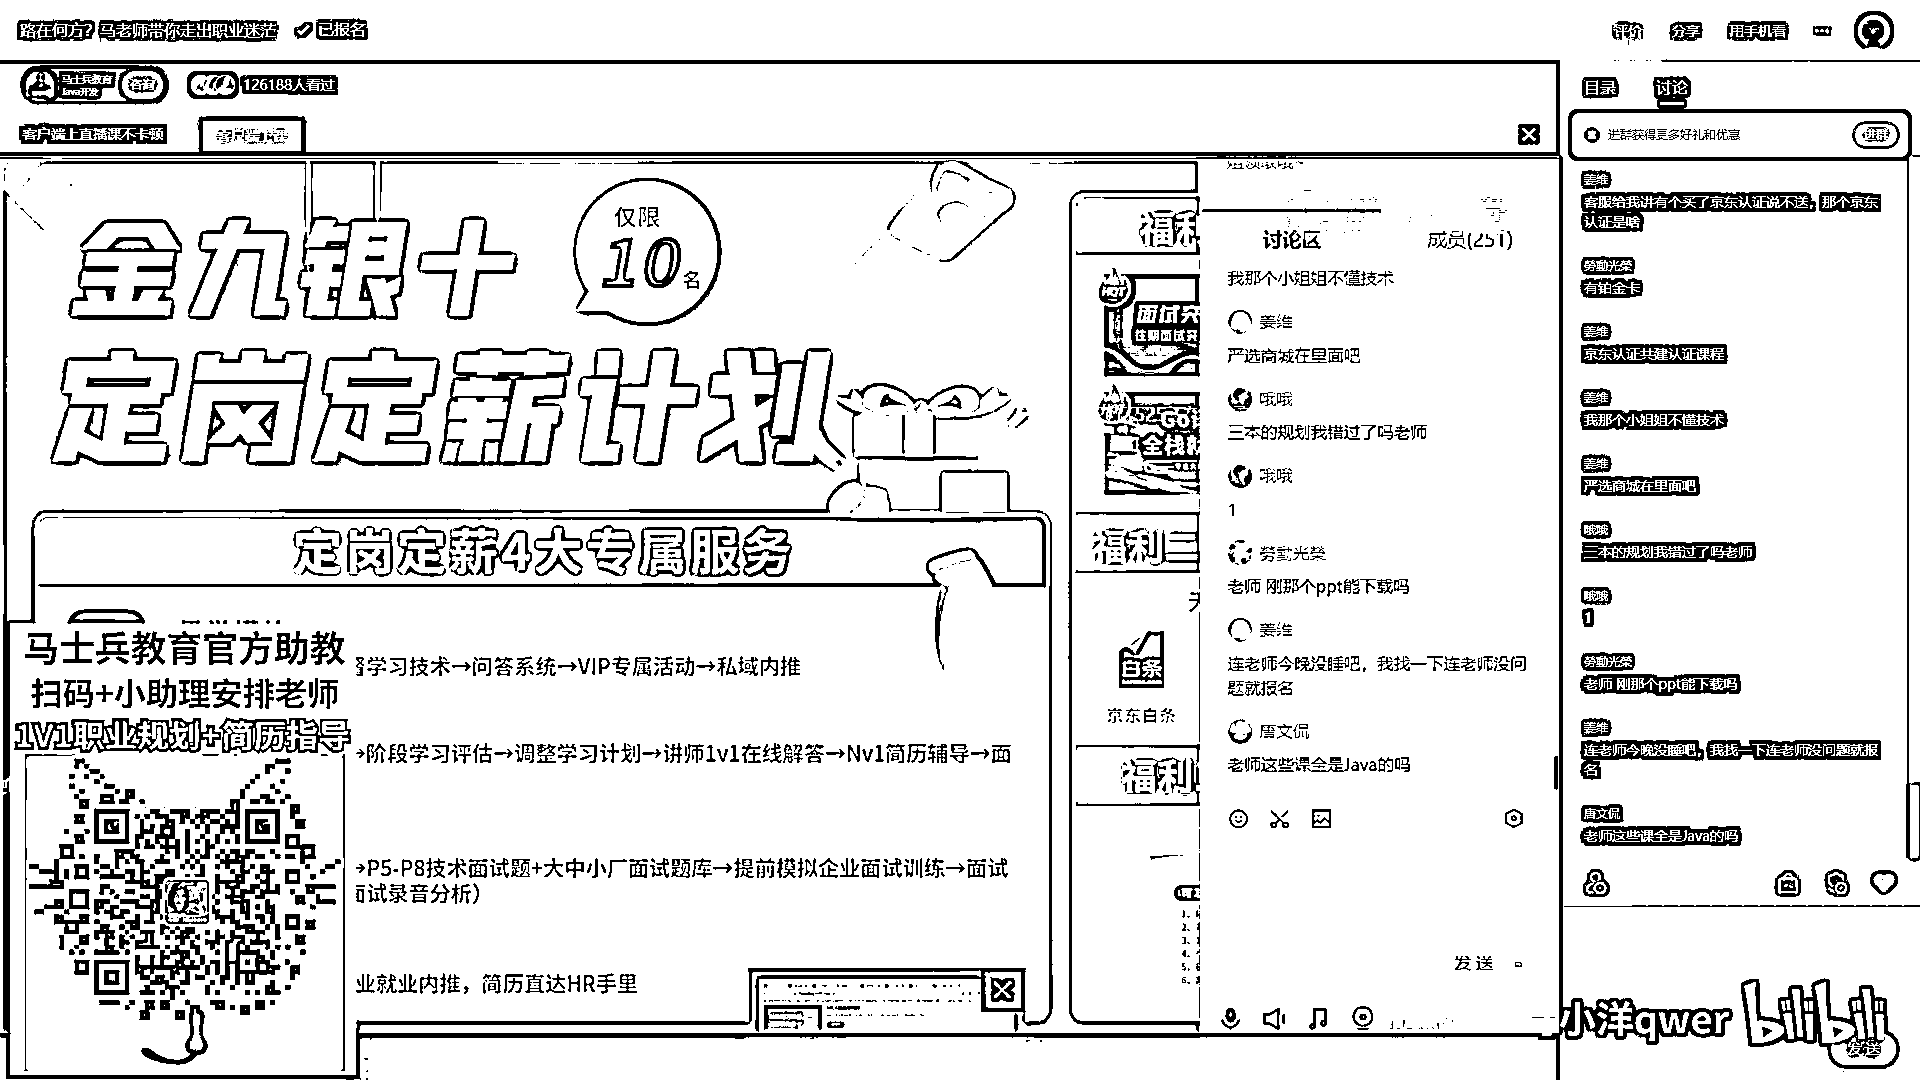 路在何方？马老师带你走出职业迷茫 已报名
评价 分享 用手机看
马士兵教育
Java开发
咨询
126188人看过
客户端上直播课不卡顿
金九银十
仅限
10名
定岗定薪计划
定岗定薪4大专属服务
学习技术→问答系统→VIP专属活动→私域内推
→阶段学习评估→调整学习计划→讲师1v1在线解答→Nv1简历辅导→面
→P5-P8技术面试题+大中小厂面试题库→提前模拟企业面试训练→面试
面试录音分析）
业就业内推，简历直达HR手里
马士兵教育官方助教
扫码+小助理安排老师
1V1职业规划+简历指导
福利
面试突
往期面试
Go
全栈
福利二
白条
京东白条
福利
讨论区
成员(251)
我那个小姐姐不懂技术
姜维
严选商城在里面吧
哦哦
三本的规划我错过了吗老师
哦哦
1
劳動光榮
老师 刚那个ppt能下载吗
姜维
连老师今晚没睡吧，我找一下连老师没问
题就报名
唐文侃
老师这些课全是Java的吗
发送
目录 讨论
进群获得更多好礼和优惠
进群
姜维
客服给我讲有个买了京东认证说不送，那个京东
认证是啥
劳動光榮
有铂金卡
姜维
京东认证共建认证课程
姜维
我那个小姐姐不懂技术
姜维
严选商城在里面吧
哦哦
三本的规划我错过了吗老师
哦哦
1
劳動光榮
老师 刚那个ppt能下载吗
姜维
连老师今晚没睡吧，我找一下连老师没问题就报
名
唐文侃
老师这些课全是Java的吗
小洋qwer
bilibili
发送